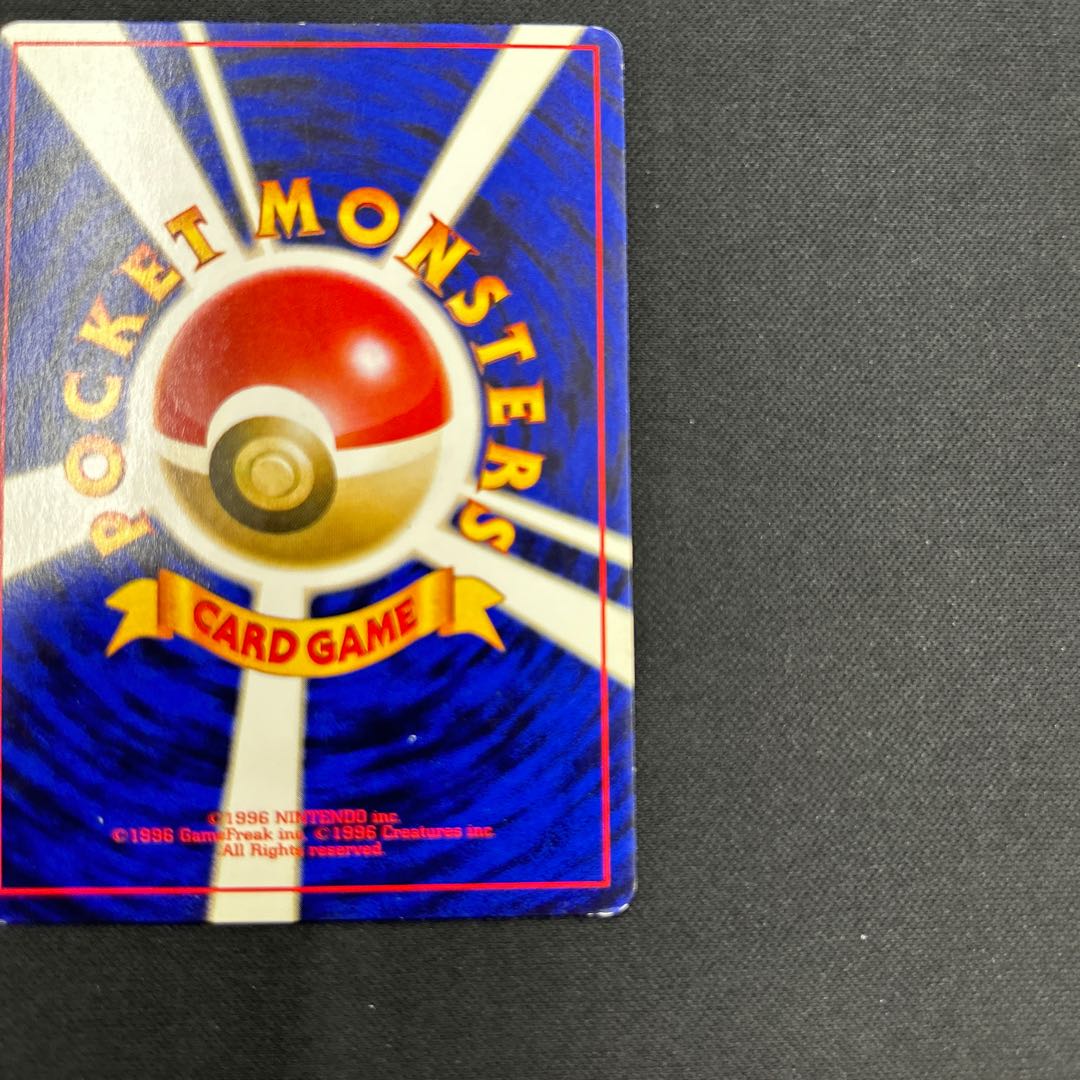 POCKET MONSTERS
CARD GAME
©1996 NINTENDO inc.
©1996 GameFreak inc. ©1996 Creatures inc.
All Rights reserved.